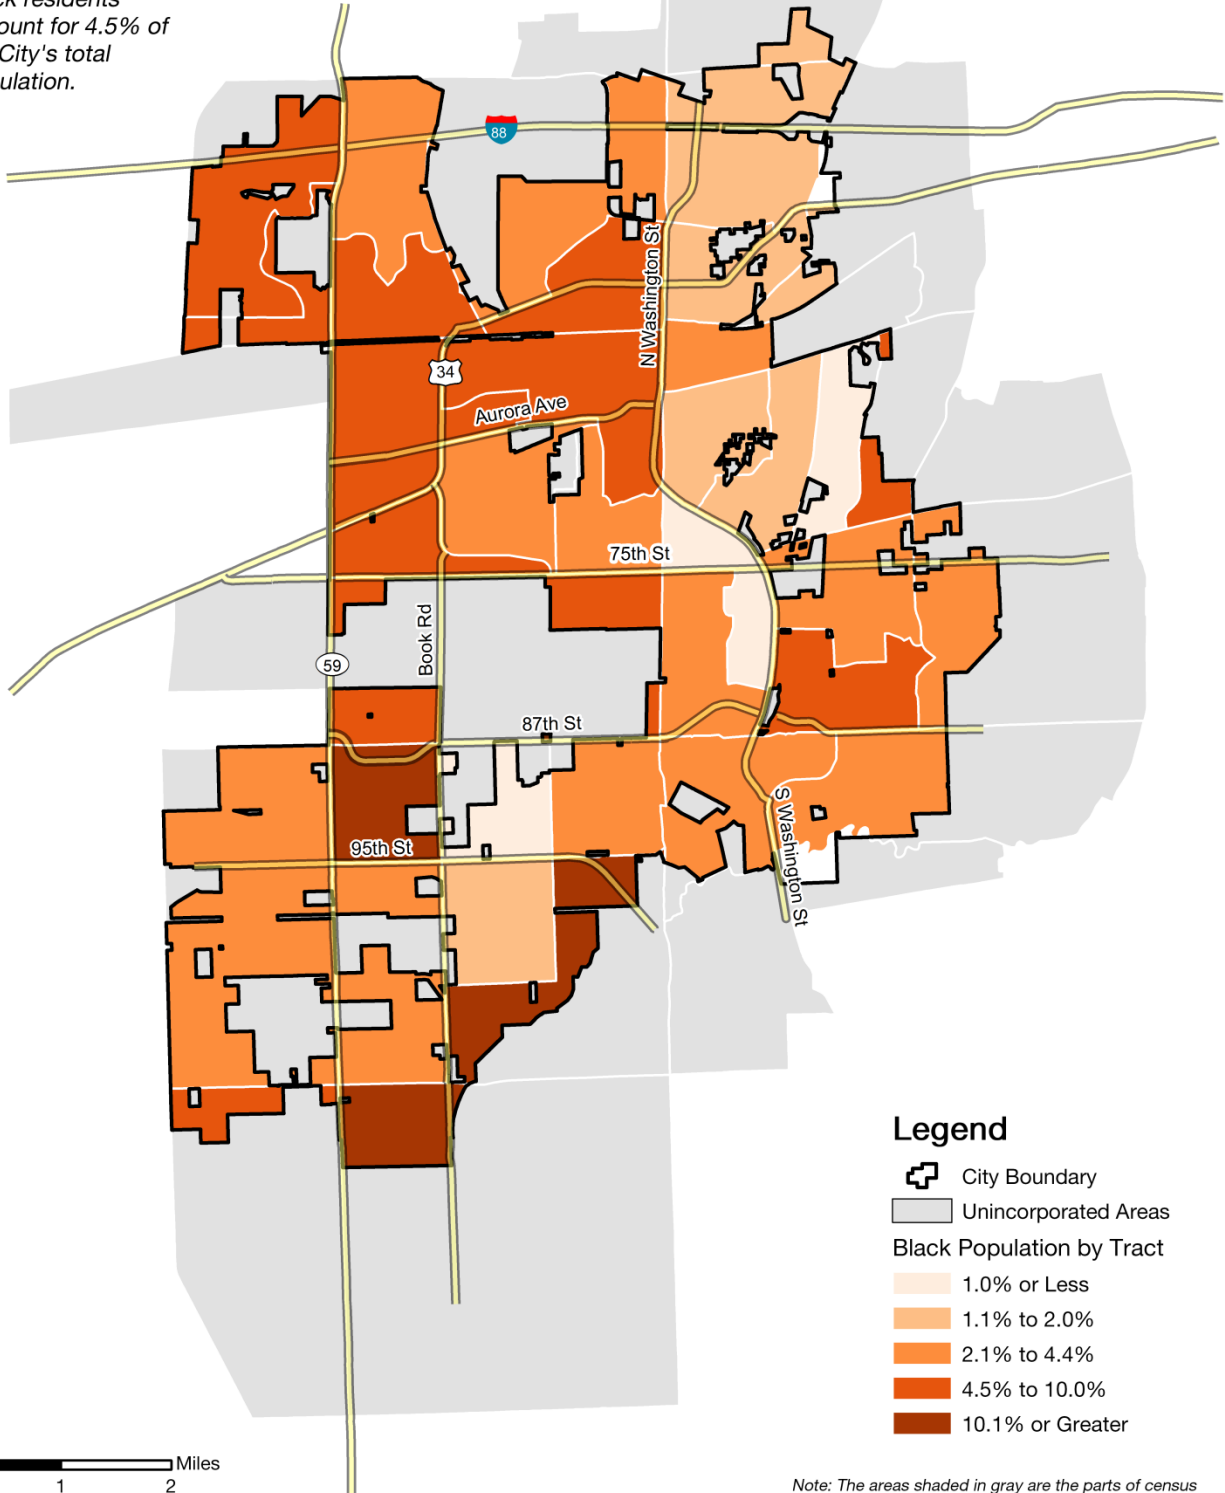 ck residents
ount for 4.5% of
City's total
ulation.
88
N Washington St
34
Aurora Ave
75th St
Book Rd
59
87th St
S Washington St
95th St
Legend
City Boundary
Unincorporated Areas
Black Population by Tract
1.0% or Less
1.1% to 2.0%
2.1% to 4.4%
4.5% to 10.0%
10.1% or Greater
Miles
1 2
Note: The areas shaded in gray are the parts of census